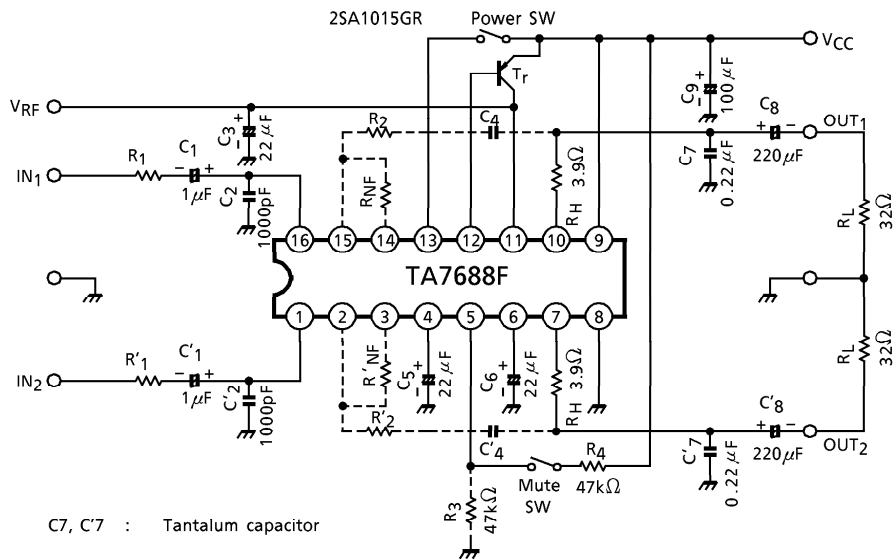 2SA1015GR
Power SW
VCC
Tr
VRF
C3
22μF
R2
C4
C9
100μF
C8
OUT1
220μF
C7
0.22μF
3.9Ω
RH
IN1
R1
C1
1μF
C2
1000pF
RNF
RL
32Ω
16 15 14 13 12 11 10 9
TA7688F
1 2 3 4 5 6 7 8
IN2
R'1
C'1
1μF
C'2
1000pF
R'NF
R'2
C5
22μF
C6
22μF
3.9Ω
RH
C'4
RL
32Ω
C'8
220μF
OUT2
C'7
0.22μF
R4
47kΩ
Mute
SW
R3
47kΩ
C7, C'7 : Tantalum capacitor